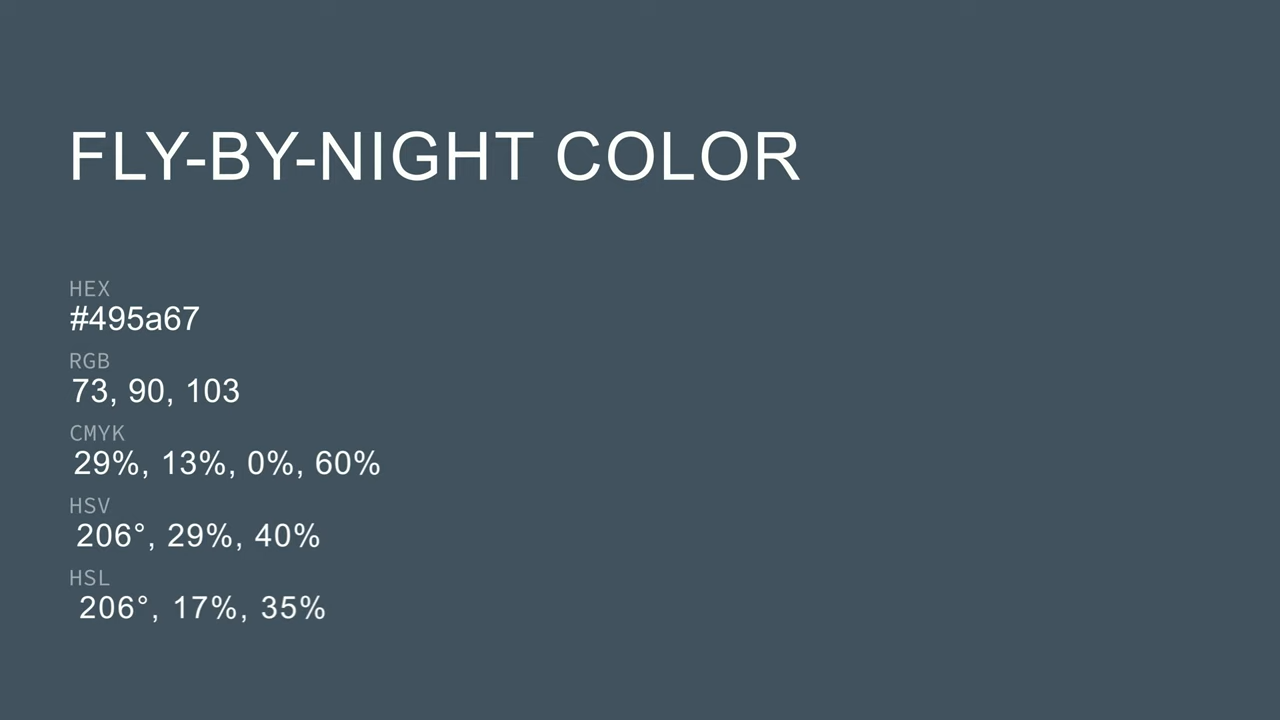 FLY-BY-NIGHT COLOR
HEX
#495a67
RGB
73, 90, 103
CMYK
29%, 13%, 0%, 60%
HSV
206°, 29%, 40%
HSL
206°, 17%, 35%